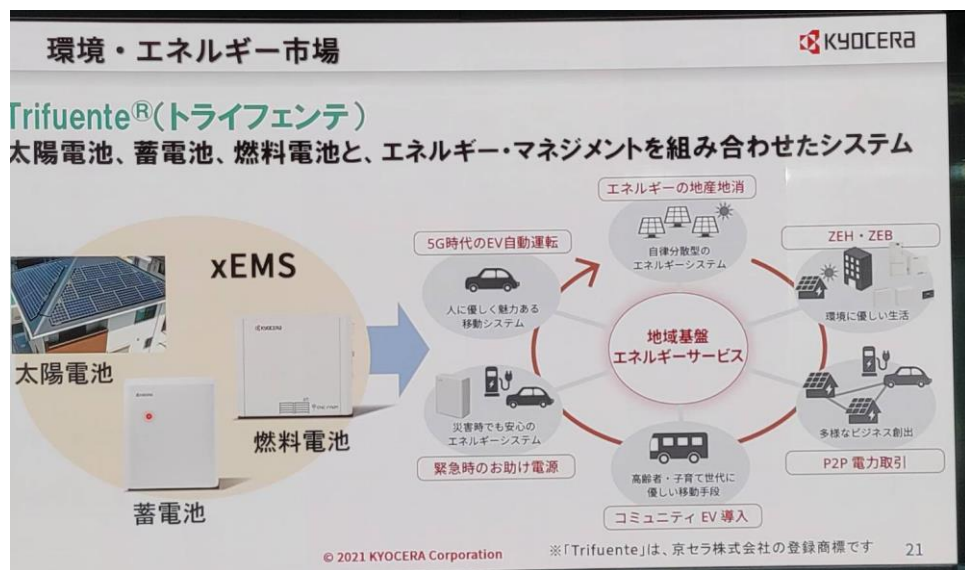 環境・エネルギー市場
KYOCERA
Trifuente®(トライフェンテ)
太陽電池、蓄電池、燃料電池と、エネルギー・マネジメントを組み合わせたシステム
xEMS
太陽電池
KYOCERA
燃料電池
蓄電池
エネルギーの地産地消
自律分散型の
エネルギーシステム
5G時代のEV自動運転
人に優しく魅力ある
移動システム
ZEH・ZEB
環境に優しい生活
地域基盤
エネルギーサービス
災害時でも安心の
エネルギーシステム
緊急時のお助け電源
多様なビジネス創出
P2P 電力取引
高齢者・子育て世代に
優しい移動手段
コミュニティ EV 導入
© 2021 KYOCERA Corporation
※「Trifuente」は、京セラ株式会社の登録商標です
21